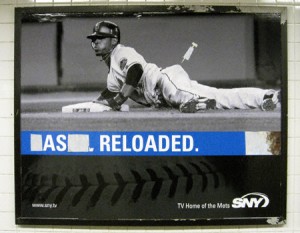 RELOADED.
www.sny.tv
TV Home of the Mets SNY